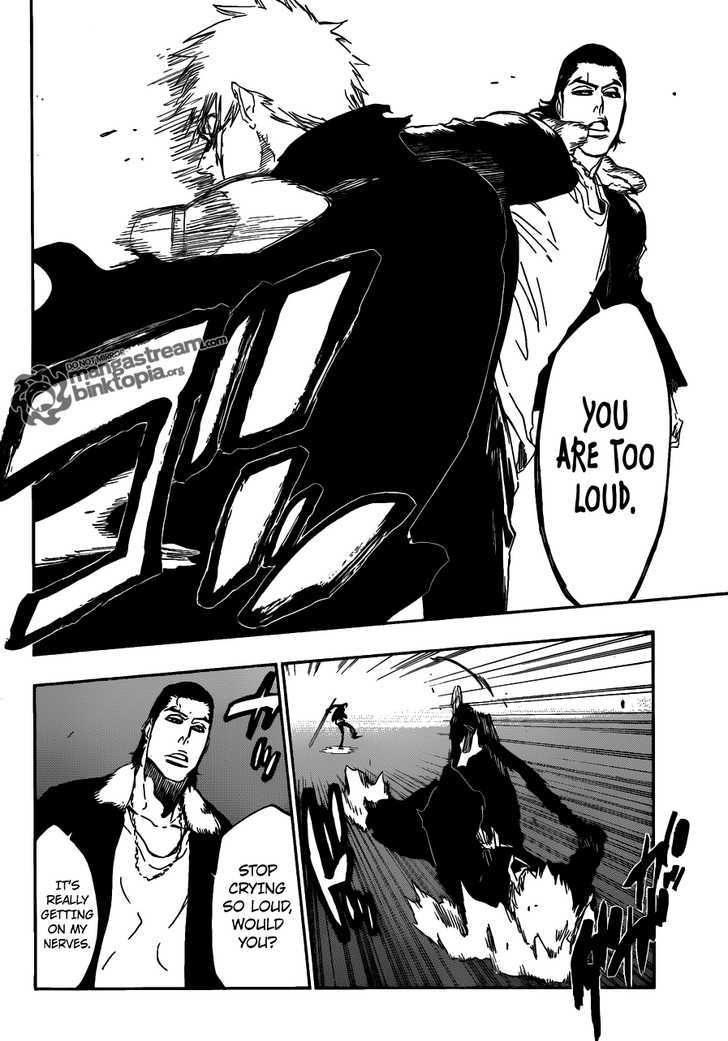 YOU
ARE TOO
LOUD.
DO NOT MIRROR
mangastream.com
binktopia.org
STOP
CRYING
SO LOUD,
WOULD
YOU?
IT'S
REALLY
GETTING
ON MY
NERVES.